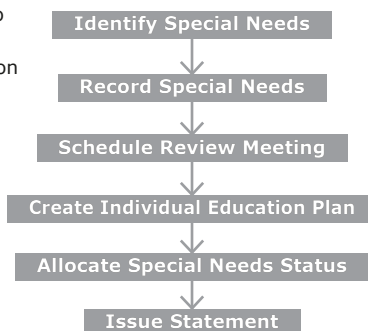 Identify Special Needs
on
Record Special Needs
Schedule Review Meeting
Create Individual Education Plan
Allocate Special Needs Status
Issue Statement